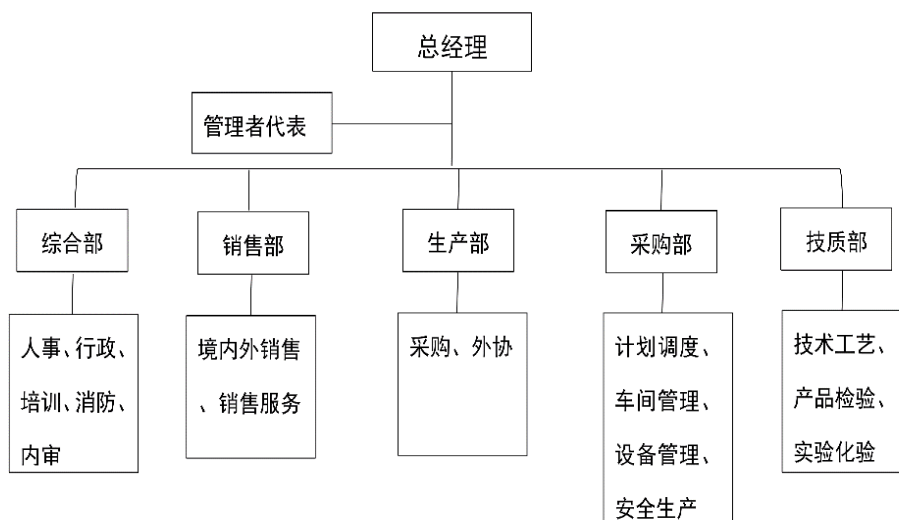 总经理
管理者代表
综合部
销售部
生产部
采购部
技质部
人事、行政、
培训、消防、
内审
境内外销售
、销售服务
采购、外协
计划调度、
车间管理、
设备管理、
安全生产
技术工艺、
产品检验、
实验化验